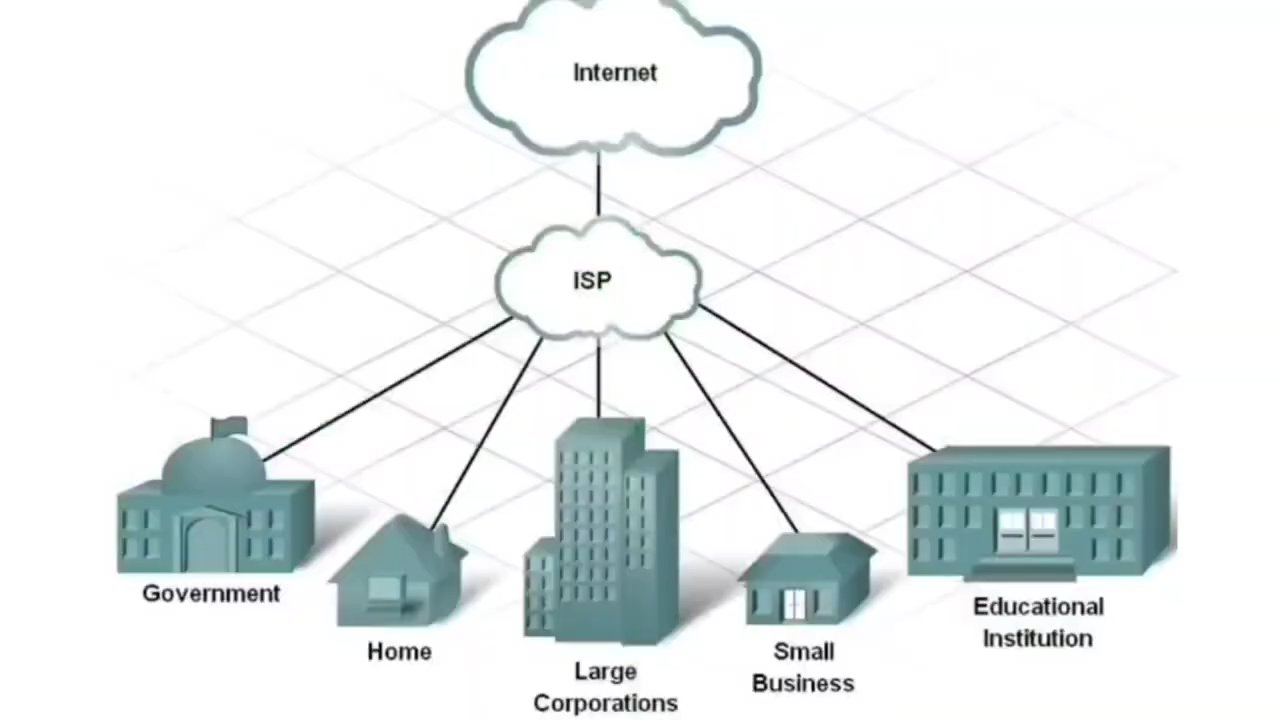 Internet
ISP
Government
Home
Large
Corporations
Small
Business
Educational
Institution